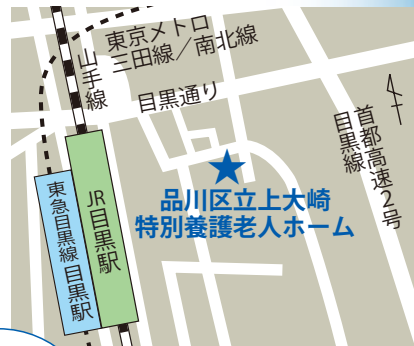 東京メトロ
三田線／南北線
山手線
目黒通り
首都高速2号
目黒線
品川区立上大崎
特別養護老人ホーム
JR目黒駅
東急目黒線 目黒駅